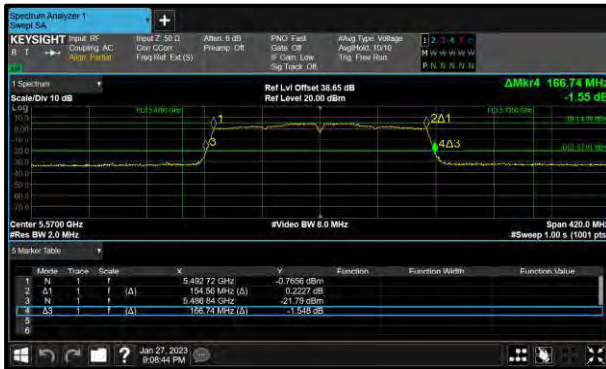 Spectrum Analyzer 1
Swept SA
+
KEYSIGHT
R T
Input: RF
Coupling: AC
Align: Partial
Input Z: 50 Ω
Corr CCorr
Freq Ref: Ext (S)
Atten: 6 dB
Preamp: Off
PNO: Fast
Gate: Off
IF Gain: Low
Sig Track: Off
#Avg Type: Voltage
Avg|Hold: 10/10
Trig: Free Run
1 2 3 4 5 6
M W W W W W
P N N N N N
1 Spectrum
Scale/Div 10 dB
Ref Lvl Offset 38.65 dB
Ref Level 20.00 dBm
ΔMkr4 166.74 MHz
-1.55 dB
Log
10.0
1
2Δ1
3
4Δ3
Center 5.5700 GHz
#Res BW 2.0 MHz
#Video BW 8.0 MHz
Span 420.0 MHz
#Sweep 1.00 s (1001 pts)
5 Marker Table
Mode Trace Scale X Y Function Function Width Function Value
1 N 1 f 5.492 72 GHz -0.7656 dBm
2 Δ1 1 f (Δ) 154.56 MHz (Δ) 0.2227 dB
3 N 1 f 5.486 84 GHz -21.79 dBm
4 Δ3 1 f (Δ) 166.74 MHz (Δ) -1.548 dB
5
6
?
Jan 27, 2023
9:08:44 PM